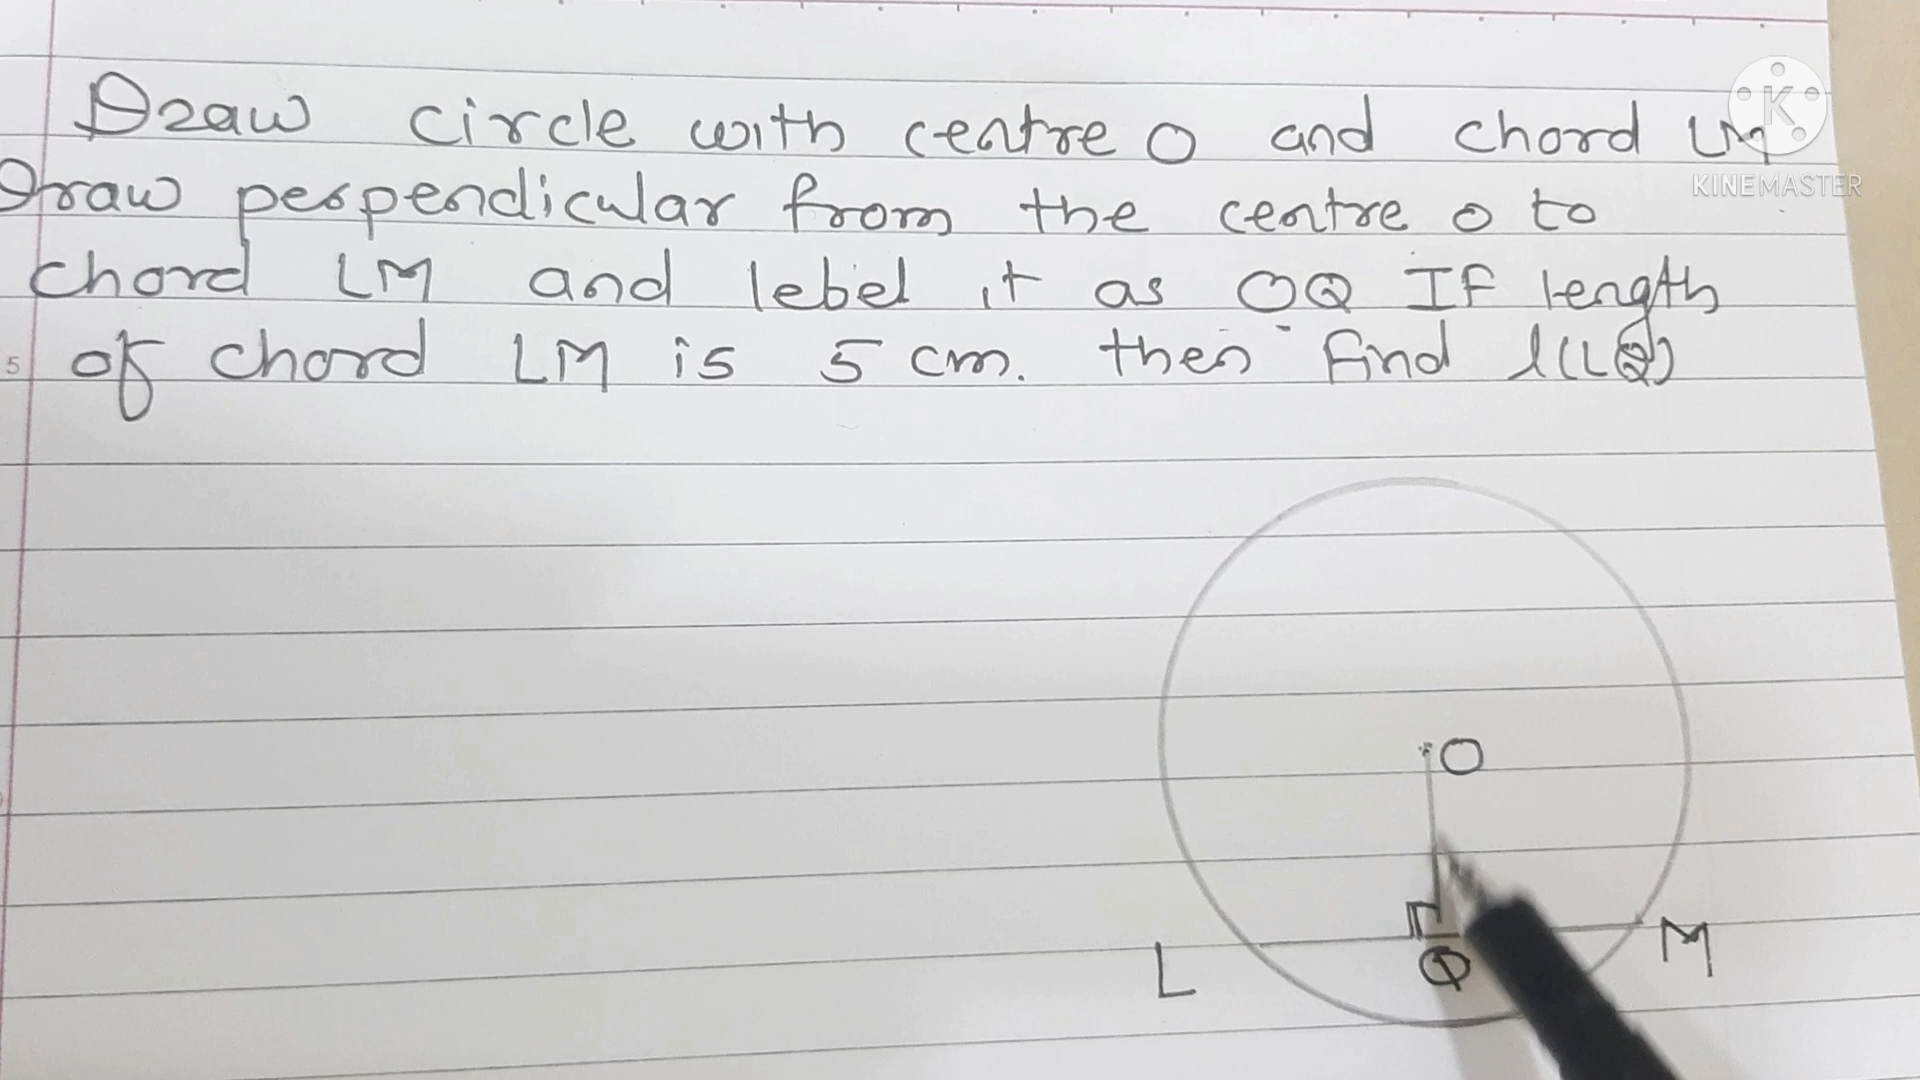 Draw circle with centre O and chord LM
Draw perpendicular from the centre O to
chord LM and lebel it as OQ IF length
of chord LM is 5 cm. then find l(LQ)
5
O
L
Q
M
K
KINEMASTER